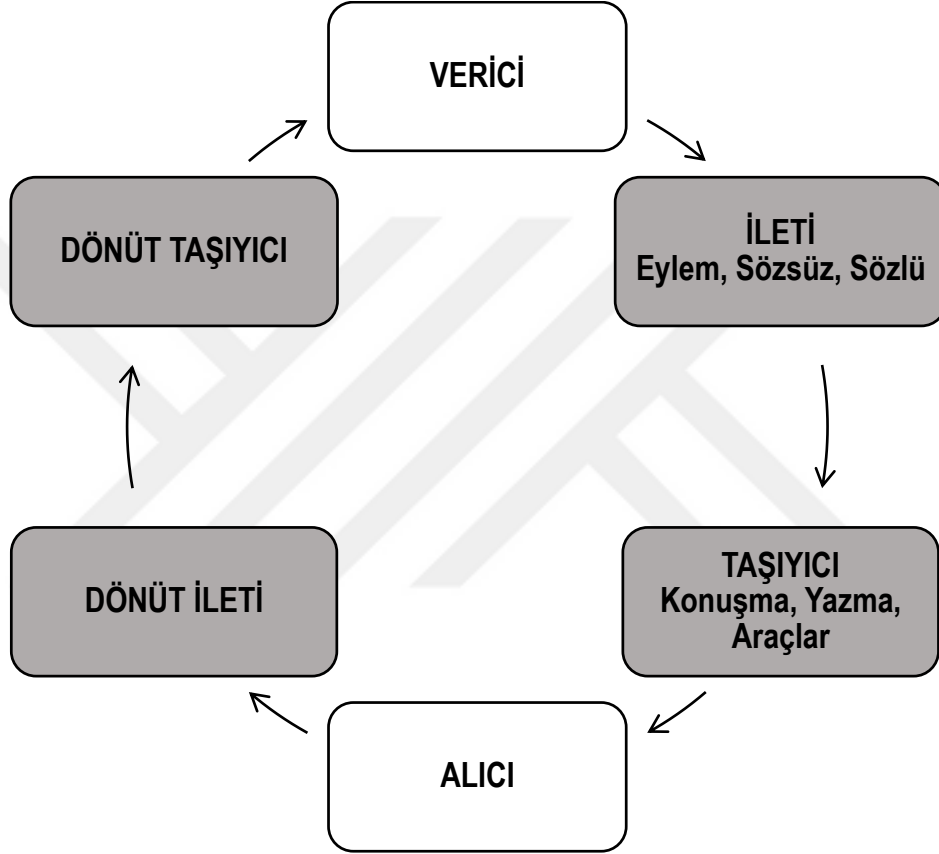 VERİCİ
DÖNÜT TAŞIYICI
İLETİ
Eylem, Sözsüz, Sözlü
DÖNÜT İLETİ
TAŞIYICI
Konuşma, Yazma,
Araçlar
ALICI